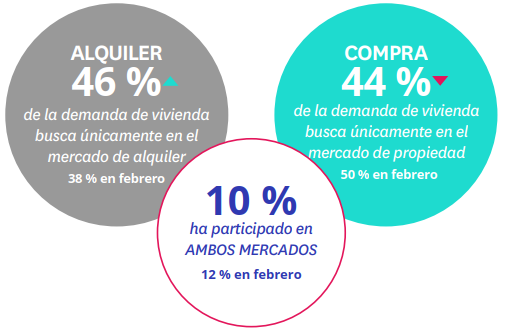 ALQUILER
46 %
de la demanda de vivienda
busca únicamente en el
mercado de alquiler
38 % en febrero
COMPRA
44 %
de la demanda de vivienda
busca únicamente en el
mercado de propiedad
50 % en febrero
10 %
ha participado en
AMBOS MERCADOS
12 % en febrero